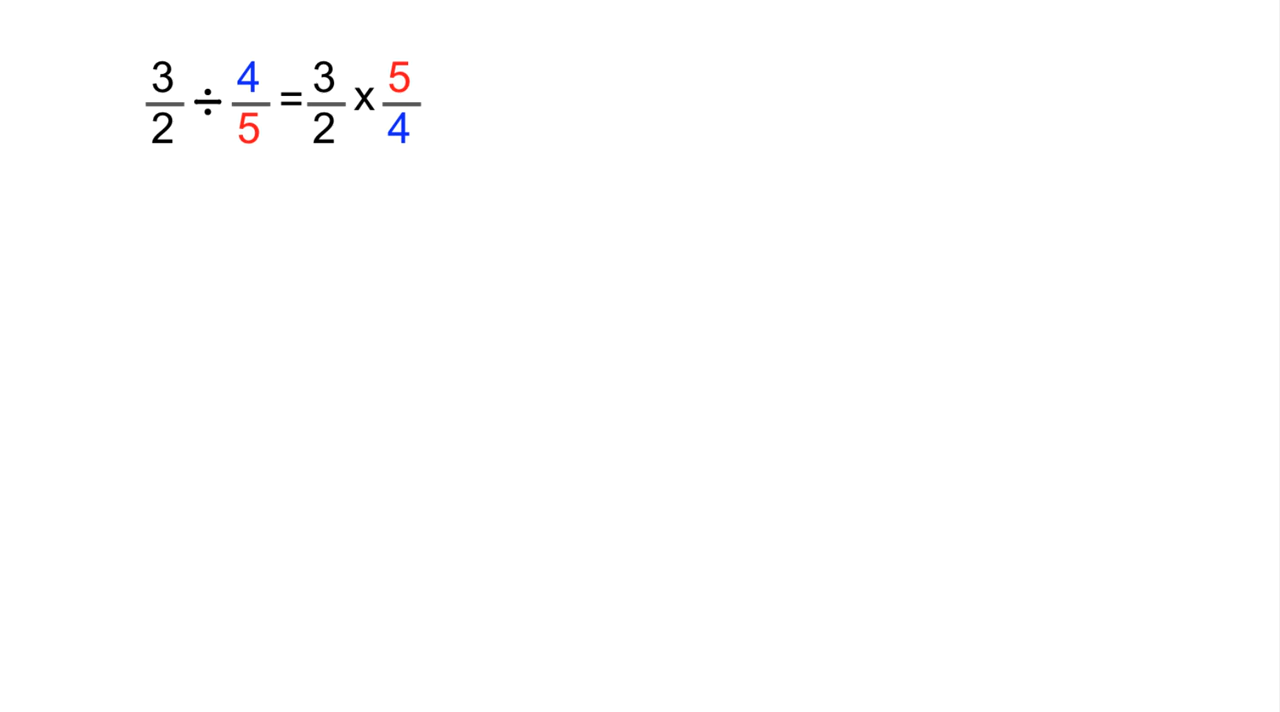 3/2 ÷ 4/5 = 3/2 x 5/4